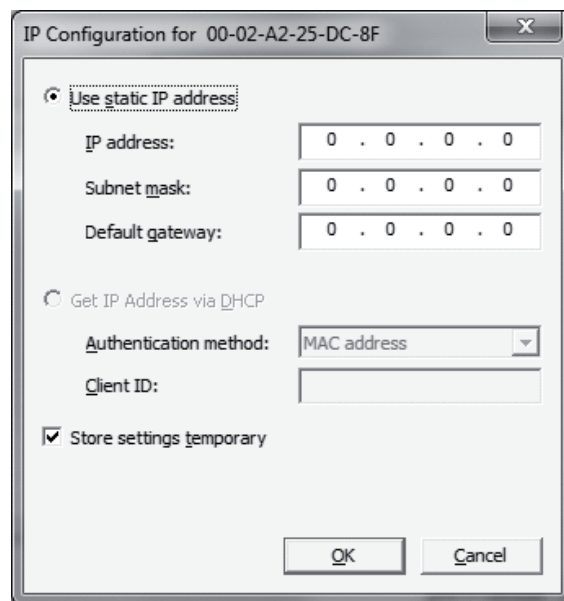 IP Configuration for 00-02-A2-25-DC-8F
x
Use static IP address
IP address: 0 . 0 . 0 . 0
Subnet mask: 0 . 0 . 0 . 0
Default gateway: 0 . 0 . 0 . 0
Get IP Address via DHCP
Authentication method: MAC address
Client ID:
Store settings temporary
OK Cancel